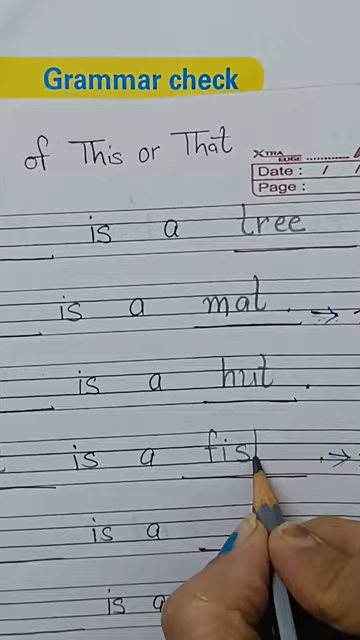 Grammar check
of This or That
XTRA EDGE
Date : / /
Page :
is a tree
is a mat .
is a hut .
is a fis
is a
is a